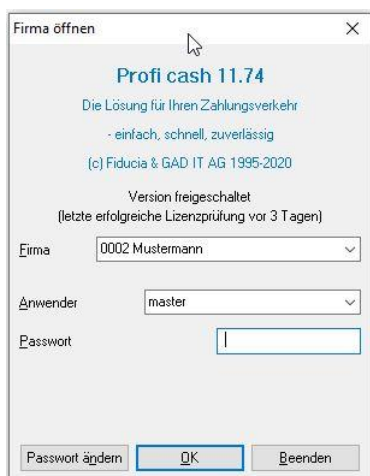 Firma öffnen
Profi cash 11.74
Die Lösung für Ihren Zahlungsverkehr
- einfach, schnell, zuverlässig
(c) Fiducia & GAD IT AG 1995-2020
Version freigeschaltet
(letzte erfolgreiche Lizenzprüfung vor 3 Tagen)
Firma 0002 Mustermann
Anwender master
Passwort
Passwort ändern OK Beenden